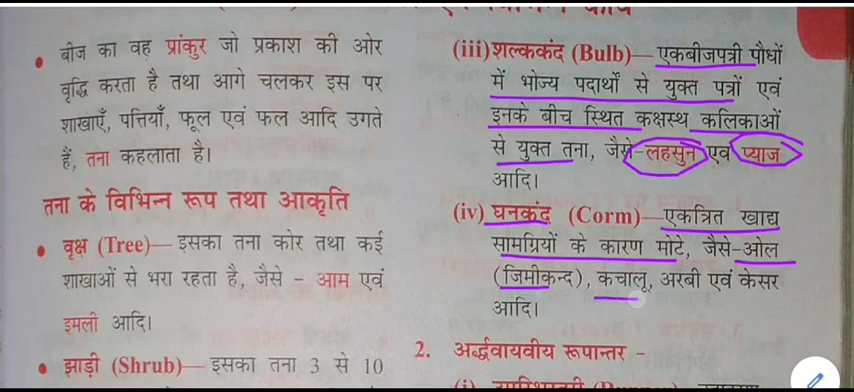 बीज का वह प्रांकुर जो प्रकाश की ओर
वृद्धि करता है तथा आगे चलकर इस पर
शाखाएँ, पत्तियाँ, फूल एवं फल आदि उगते
हैं, तना कहलाता है।
तना के विभिन्न रूप तथा आकृति
वृक्ष (Tree)— इसका तना कोर तथा कई
शाखाओं से भरा रहता है, जैसे - आम एवं
इमली आदि।
झाड़ी (Shrub)— इसका तना 3 से 10
(iii) शल्ककंद (Bulb)— एकबीजपत्री पौधों
में भोज्य पदार्थों से युक्त पत्रों एवं
इनके बीच स्थित कक्षस्थ कलिकाओं
से युक्त तना, जैसे-लहसुन एवं प्याज
आदि।
(iv) घनकंद (Corm)—एकत्रित खाद्य
सामग्रियों के कारण मोटे, जैसे-ओल
(जिमीकन्द), कचालू, अरबी एवं केसर
आदि।
2. अर्द्धवायवीय रूपान्तर -